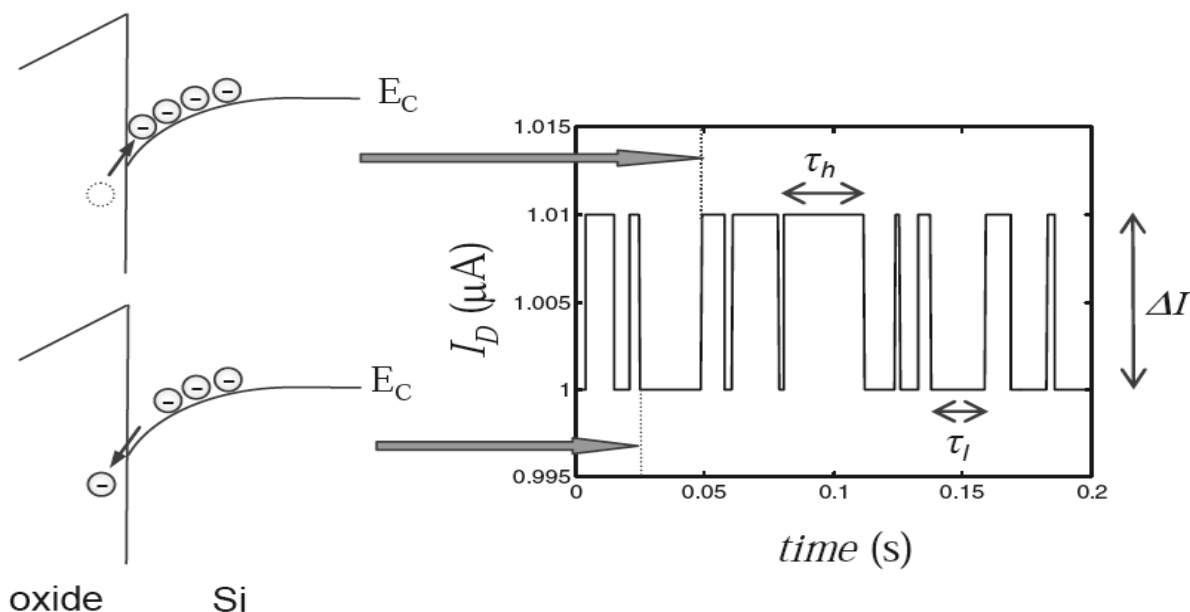 E_C
− − − −
E_C
− − −
−
oxide Si
1.015
1.01
1.005
1
0.995
I_D (μA)
0 0.05 0.1 0.15 0.2
time (s)
τ_h
τ_l
ΔI